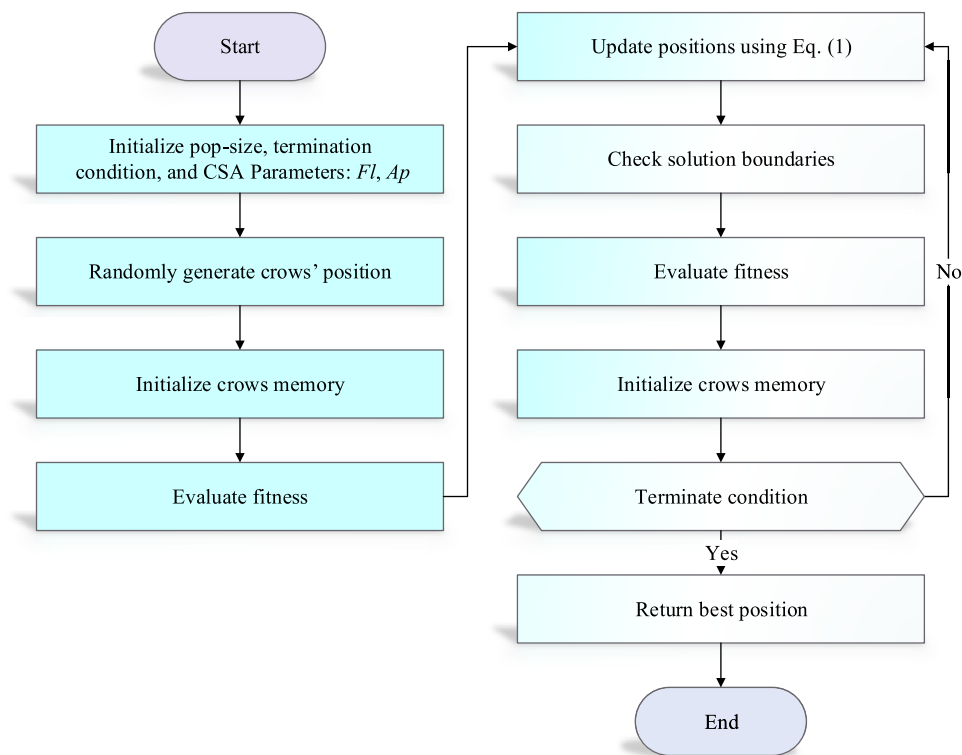 Start
Initialize pop-size, termination
condition, and CSA Parameters: Fl, Ap
Randomly generate crows’ position
Initialize crows memory
Evaluate fitness
Update positions using Eq. (1)
Check solution boundaries
Evaluate fitness
Initialize crows memory
Terminate condition
No
Yes
Return best position
End